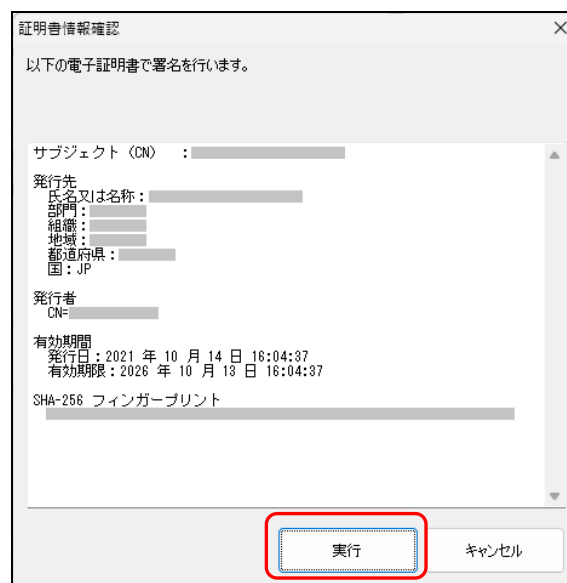 証明書情報確認
以下の電子証明書で署名を行います。
サブジェクト (CN) :
発行先
氏名又は名称:
部門:
組織:
地域:
都道府県:
国:JP
発行者
CN=
有効期間
発行日:2021 年 10 月 14 日 16:04:37
有効期限:2026 年 10 月 13 日 16:04:37
SHA-256 フィンガープリント
実行 キャンセル